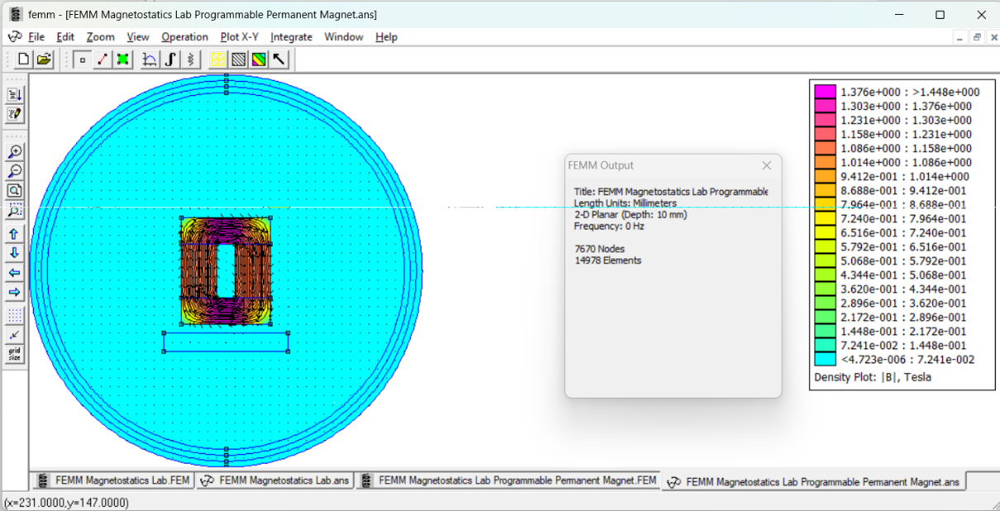 femm - [FEMM Magnetostatics Lab Programmable Permanent Magnet.ans]
File Edit Zoom View Operation Plot X-Y Integrate Window Help
grid
size
FEMM Output
Title: FEMM Magnetostatics Lab Programmable
Length Units: Millimeters
2-D Planar (Depth: 10 mm)
Frequency: 0 Hz
7670 Nodes
14978 Elements
1.376e+000 : >1.448e+000
1.303e+000 : 1.376e+000
1.231e+000 : 1.303e+000
1.158e+000 : 1.231e+000
1.086e+000 : 1.158e+000
1.014e+000 : 1.086e+000
9.412e-001 : 1.014e+000
8.688e-001 : 9.412e-001
7.964e-001 : 8.688e-001
7.240e-001 : 7.964e-001
6.516e-001 : 7.240e-001
5.792e-001 : 6.516e-001
5.068e-001 : 5.792e-001
4.344e-001 : 5.068e-001
3.620e-001 : 4.344e-001
2.896e-001 : 3.620e-001
2.172e-001 : 2.896e-001
1.448e-001 : 2.172e-001
7.241e-002 : 1.448e-001
<4.723e-006 : 7.241e-002
Density Plot: |B|, Tesla
FEMM Magnetostatics Lab.FEM
FEMM Magnetostatics Lab.ans
FEMM Magnetostatics Lab Programmable Permanent Magnet.FEM
FEMM Magnetostatics Lab Programmable Permanent Magnet.ans
(x=231.0000,y=147.0000)